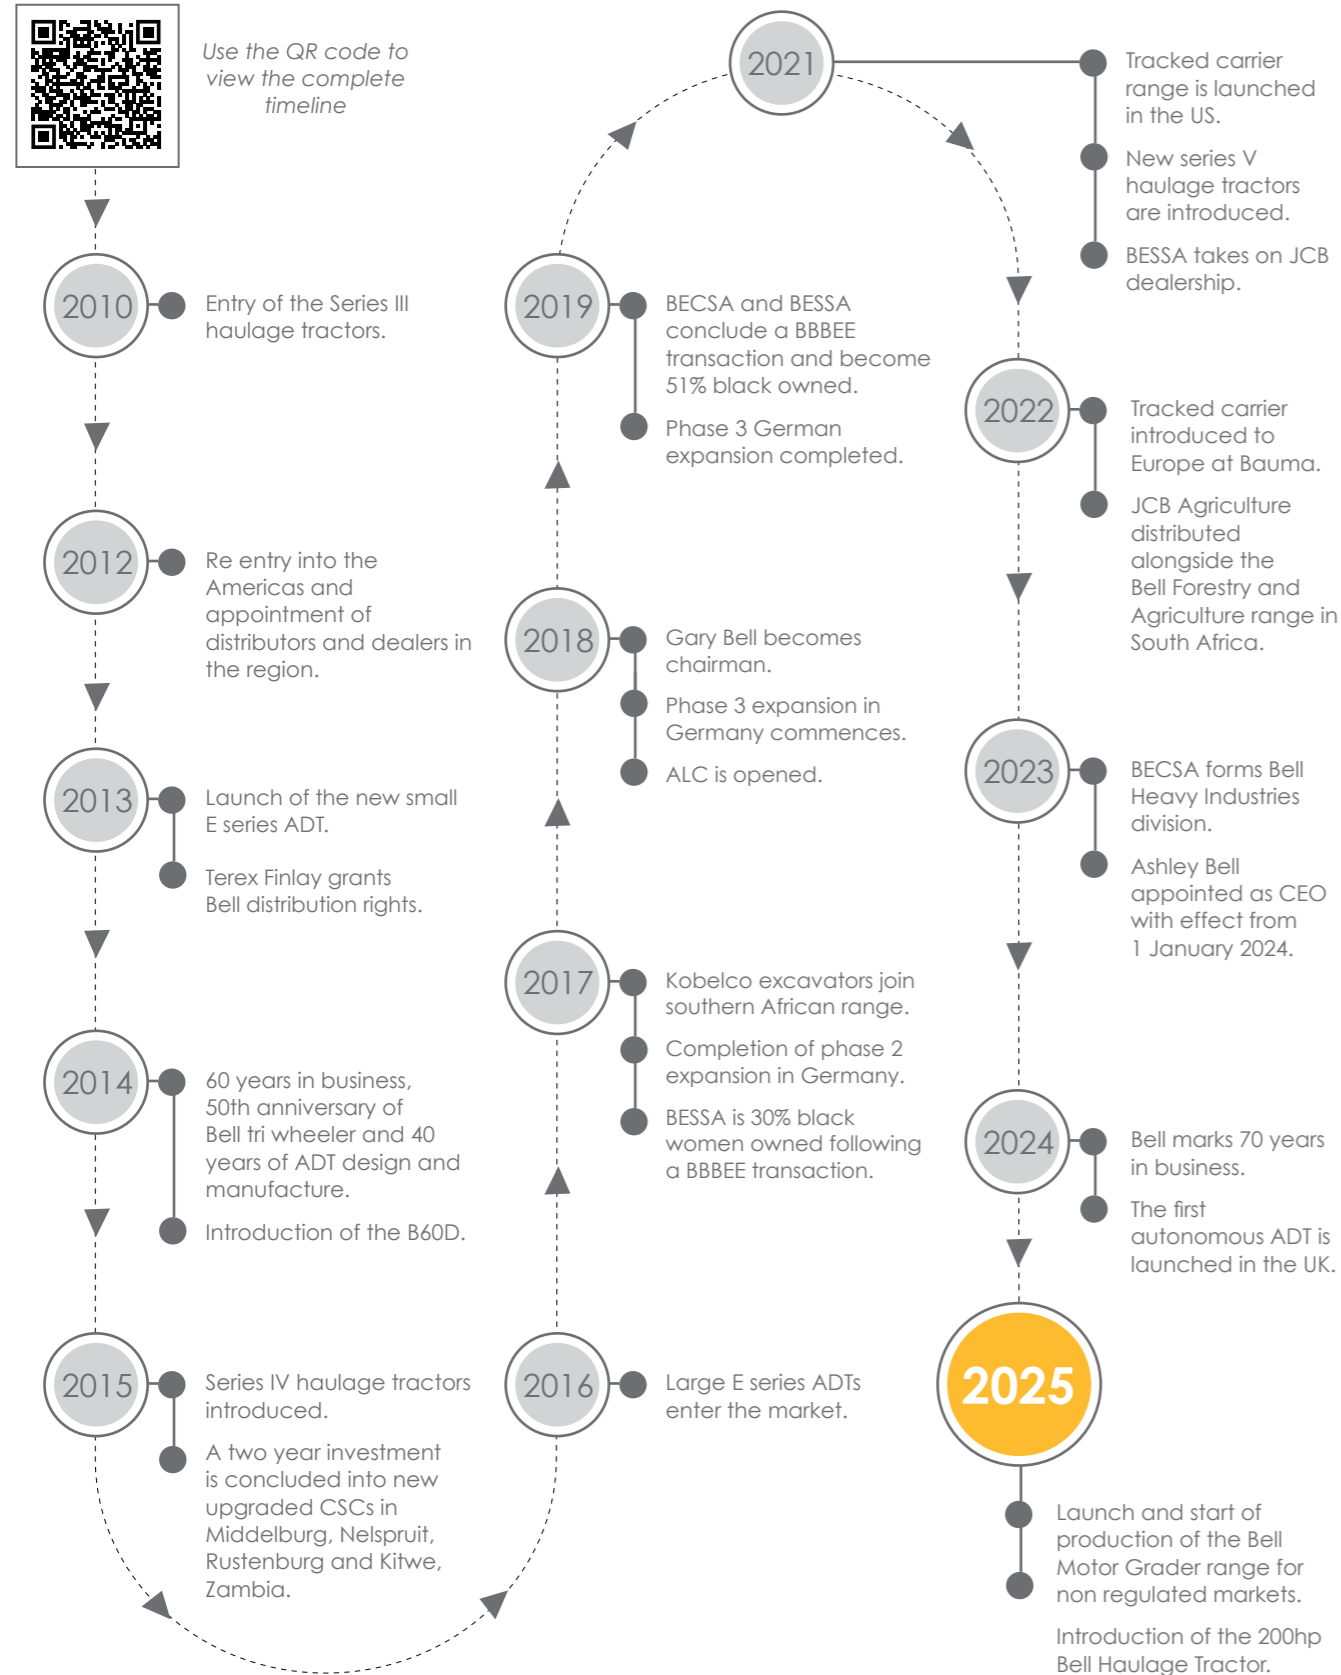 Use the QR code to
view the complete
timeline
2010
Entry of the Series III
haulage tractors.
2012
Re entry into the
Americas and
appointment of
distributors and dealers in
the region.
2013
Launch of the new small
E series ADT.
Terex Finlay grants
Bell distribution rights.
2014
60 years in business,
50th anniversary of
Bell tri wheeler and 40
years of ADT design and
manufacture.
Introduction of the B60D.
2015
Series IV haulage tractors
introduced.
A two year investment
is concluded into new
upgraded CSCs in
Middelburg, Nelspruit,
Rustenburg and Kitwe,
Zambia.
2016
Large E series ADTs
enter the market.
2017
Kobelco excavators join
southern African range.
Completion of phase 2
expansion in Germany.
BESSA is 30% black
women owned following
a BBBEE transaction.
2018
Gary Bell becomes
chairman.
Phase 3 expansion in
Germany commences.
ALC is opened.
2019
BECSA and BESSA
conclude a BBBEE
transaction and become
51% black owned.
Phase 3 German
expansion completed.
2021
Tracked carrier
range is launched
in the US.
New series V
haulage tractors
are introduced.
BESSA takes on JCB
dealership.
2022
Tracked carrier
introduced to
Europe at Bauma.
JCB Agriculture
distributed
alongside the
Bell Forestry and
Agriculture range in
South Africa.
2023
BECSA forms Bell
Heavy Industries
division.
Ashley Bell
appointed as CEO
with effect from
1 January 2024.
2024
Bell marks 70 years
in business.
The first
autonomous ADT is
launched in the UK.
2025
Launch and start of
production of the Bell
Motor Grader range for
non regulated markets.
Introduction of the 200hp
Bell Haulage Tractor.